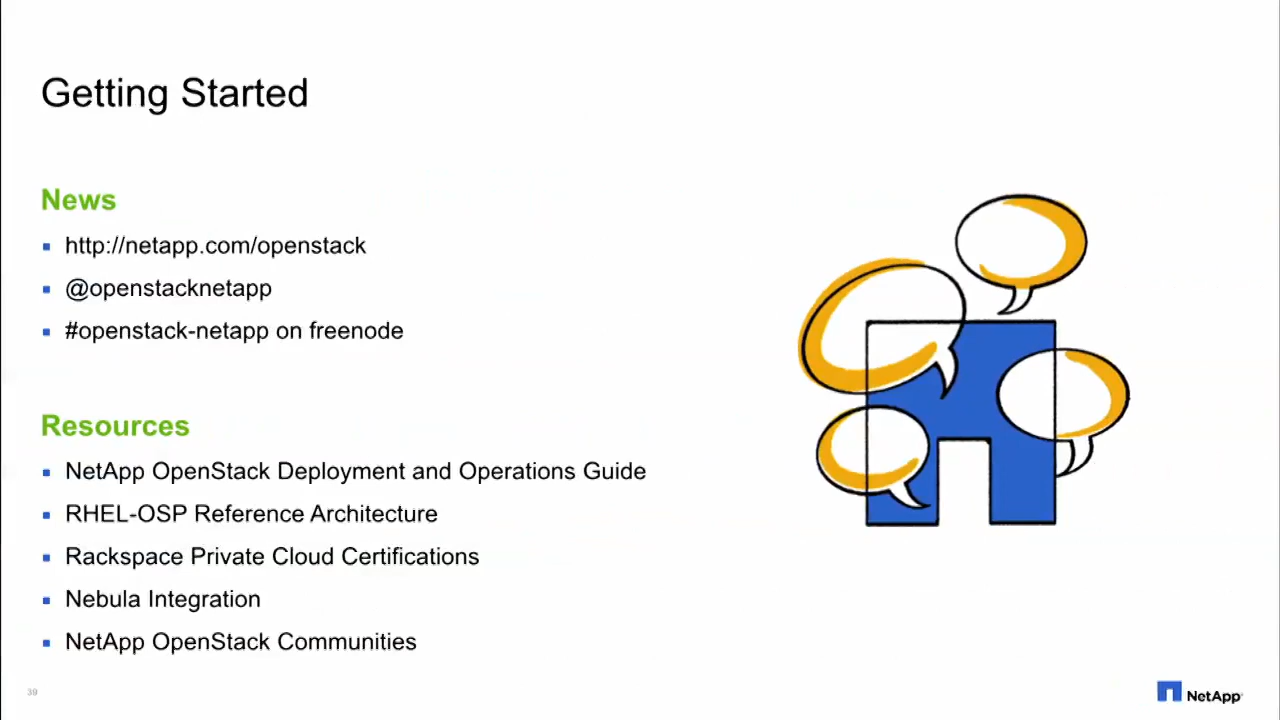 Getting Started
News
http://netapp.com/openstack
@openstacknetapp
#openstack-netapp on freenode
Resources
NetApp OpenStack Deployment and Operations Guide
RHEL-OSP Reference Architecture
Rackspace Private Cloud Certifications
Nebula Integration
NetApp OpenStack Communities
39
NetApp